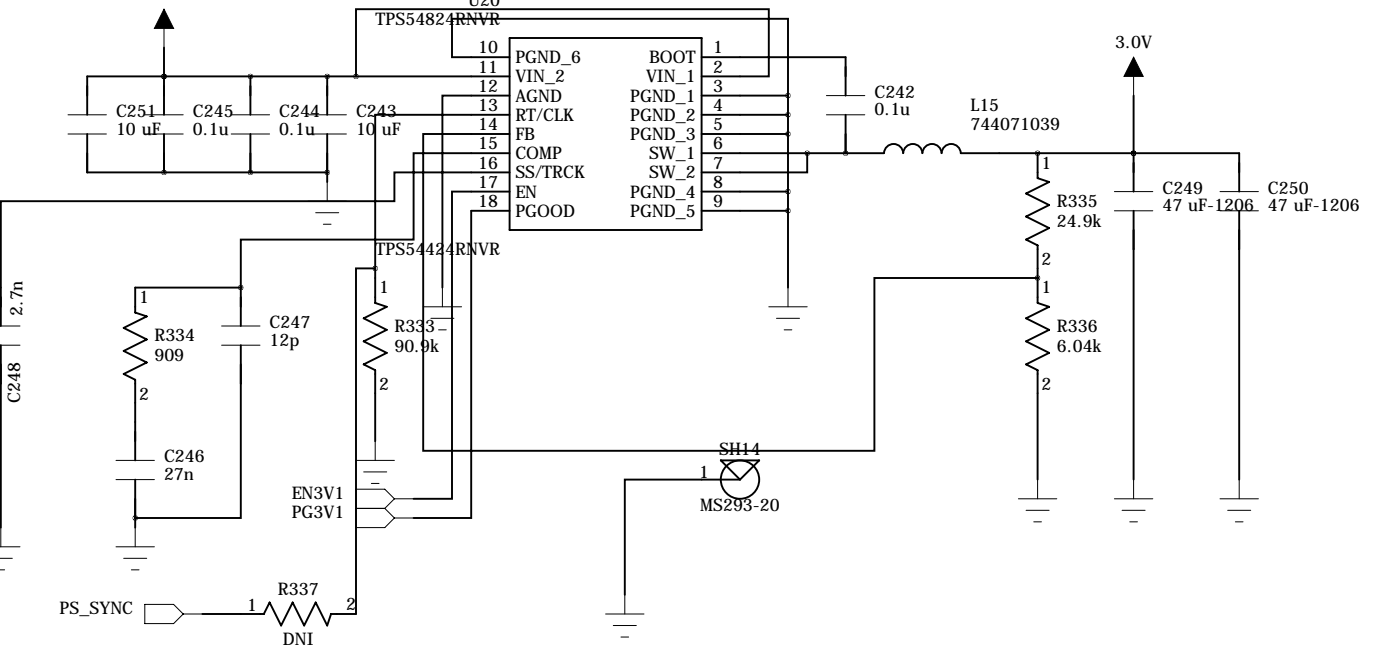 U20
TPS54824RNVR
10 PGND_6 BOOT 1
11 VIN_2 VIN_1 2
12 AGND PGND_1 3
13 RT/CLK PGND_2 4
14 FB PGND_3 5
15 COMP SW_1 6
16 SS/TRCK SW_2 7
17 EN PGND_4 8
18 PGOOD PGND_5 9
TPS54424RNVR
C251
10 uF
C245
0.1u
C244
0.1u
C243
10 uF
C242
0.1u
L15
744071039
3.0V
1
R335
24.9k
2
C249
47 uF-1206
C250
47 uF-1206
1
R336
6.04k
2
2.7n
C248
1
R334
909
2
C247
12p
C246
27n
1
R333
90.9k
2
EN3V1
PG3V1
SH14
1
MS293-20
PS_SYNC
1
R337
2
DNI